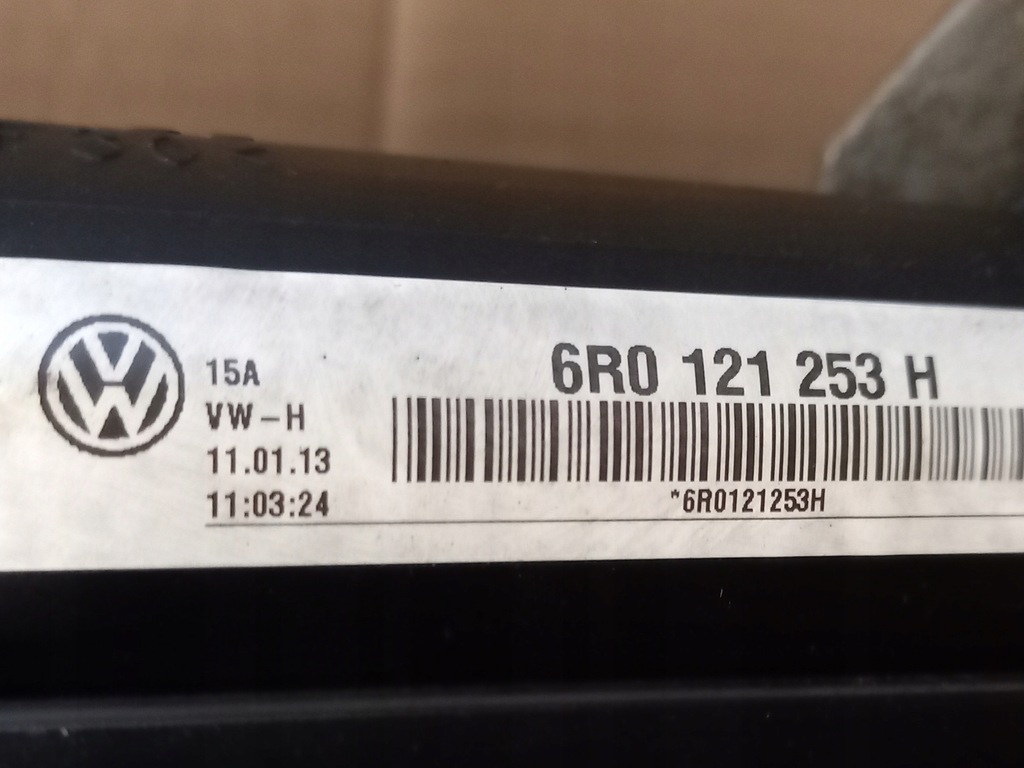 15A
VW-H
11.01.13
11:03:24
6R0 121 253 H
*6R0121253H